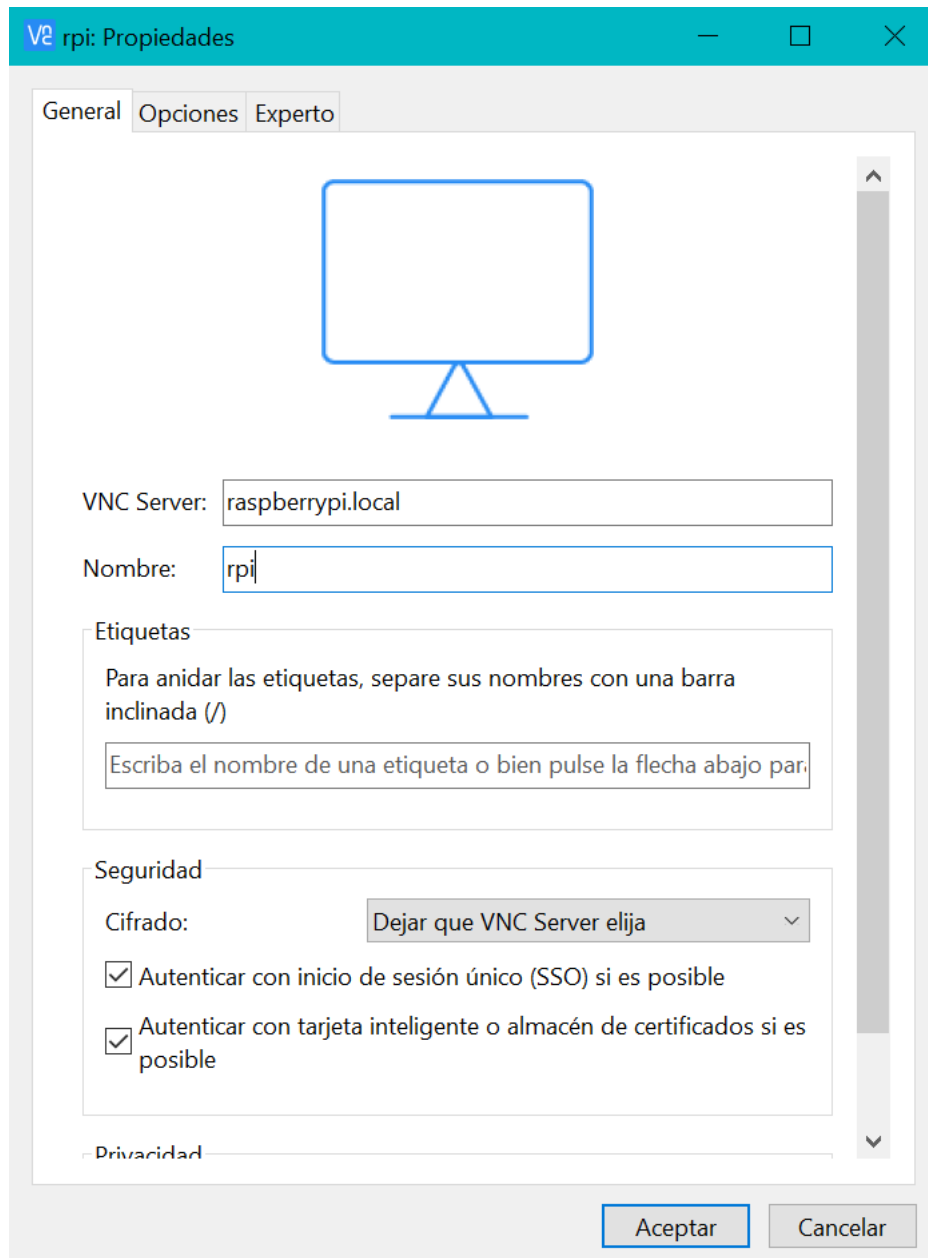 rpi: Propiedades
General Opciones Experto
VNC Server: raspberrypi.local
Nombre: rpi
Etiquetas
Para anidar las etiquetas, separe sus nombres con una barra
inclinada (/)
Escriba el nombre de una etiqueta o bien pulse la flecha abajo par
Seguridad
Cifrado: Dejar que VNC Server elija
Autenticar con inicio de sesión único (SSO) si es posible
Autenticar con tarjeta inteligente o almacén de certificados si es
posible
Privacidad
Aceptar Cancelar